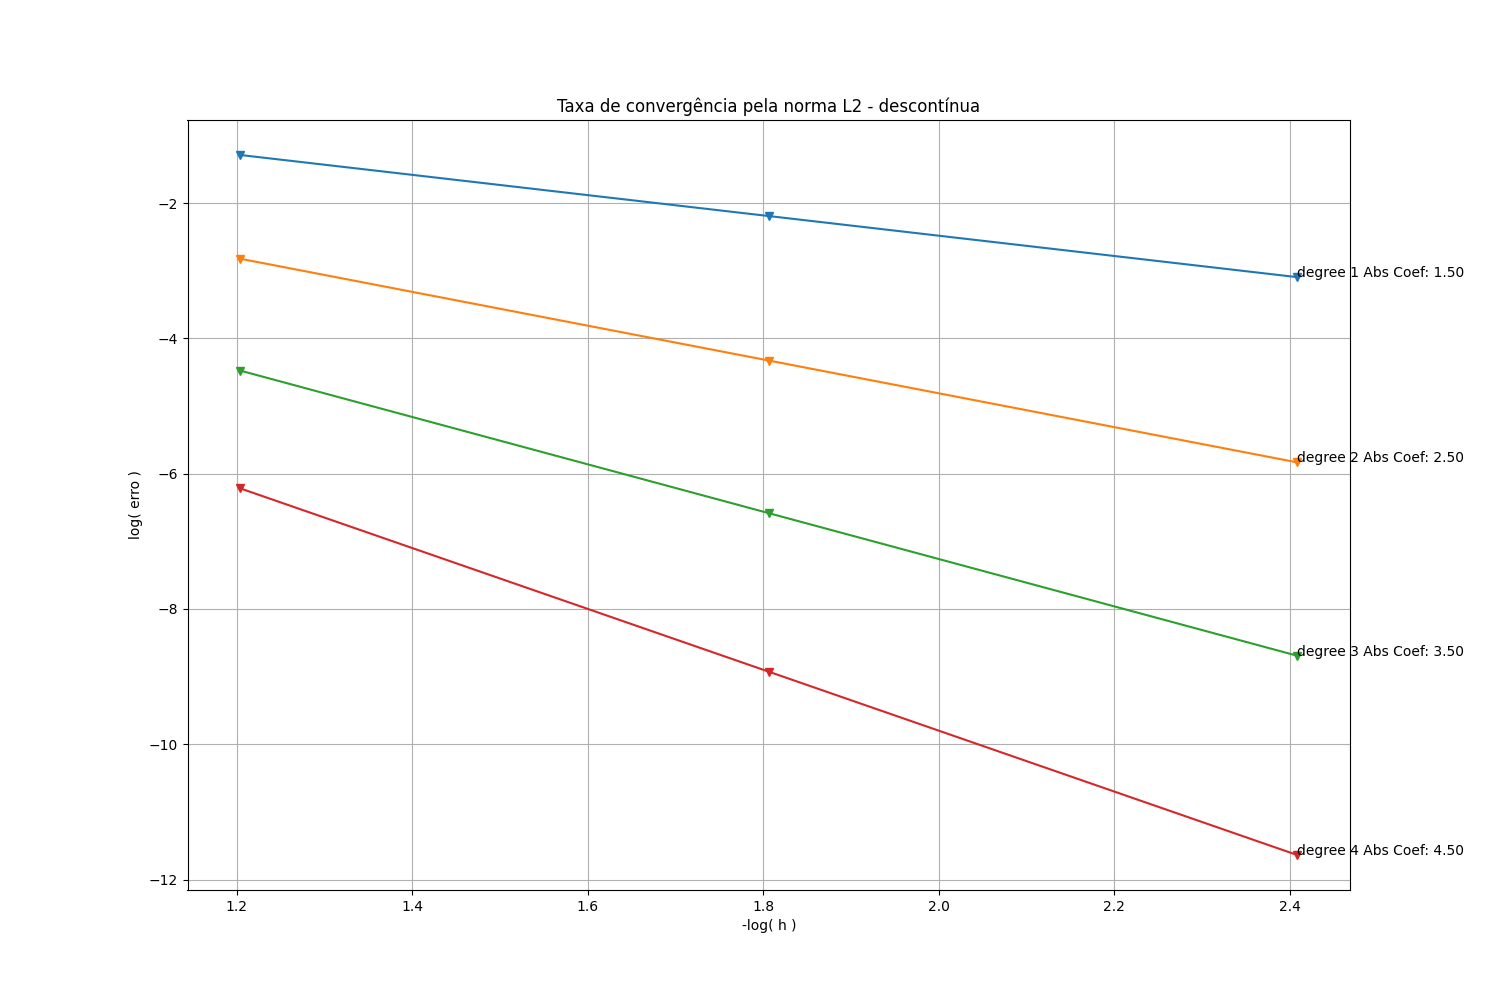 Taxa de convergência pela norma L2 - descontínua
−2
−4
−6
−8
−10
−12
log( erro )
degree 1 Abs Coef: 1.50
degree 2 Abs Coef: 2.50
degree 3 Abs Coef: 3.50
degree 4 Abs Coef: 4.50
1.2 1.4 1.6 1.8 2.0 2.2 2.4
-log( h )